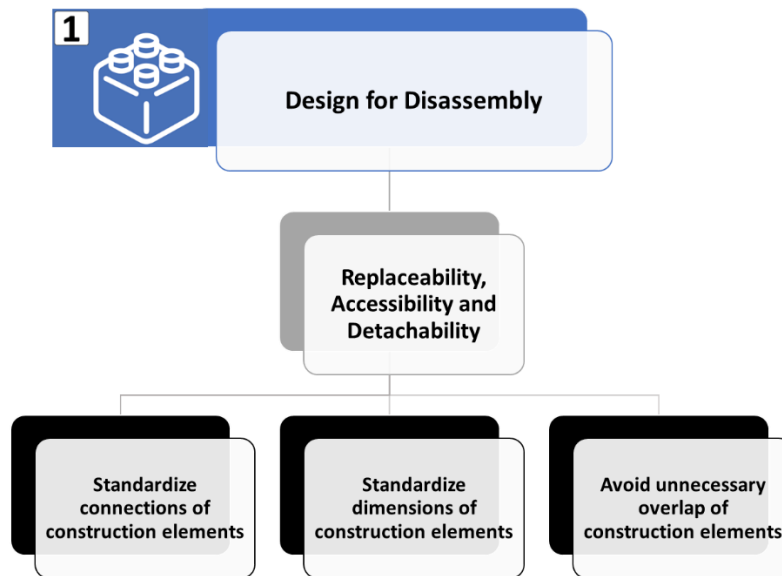 1
Design for Disassembly
Replaceability,
Accessibility and
Detachability
Standardize
connections of
construction elements
Standardize
dimensions of
construction elements
Avoid unnecessary
overlap of
construction elements